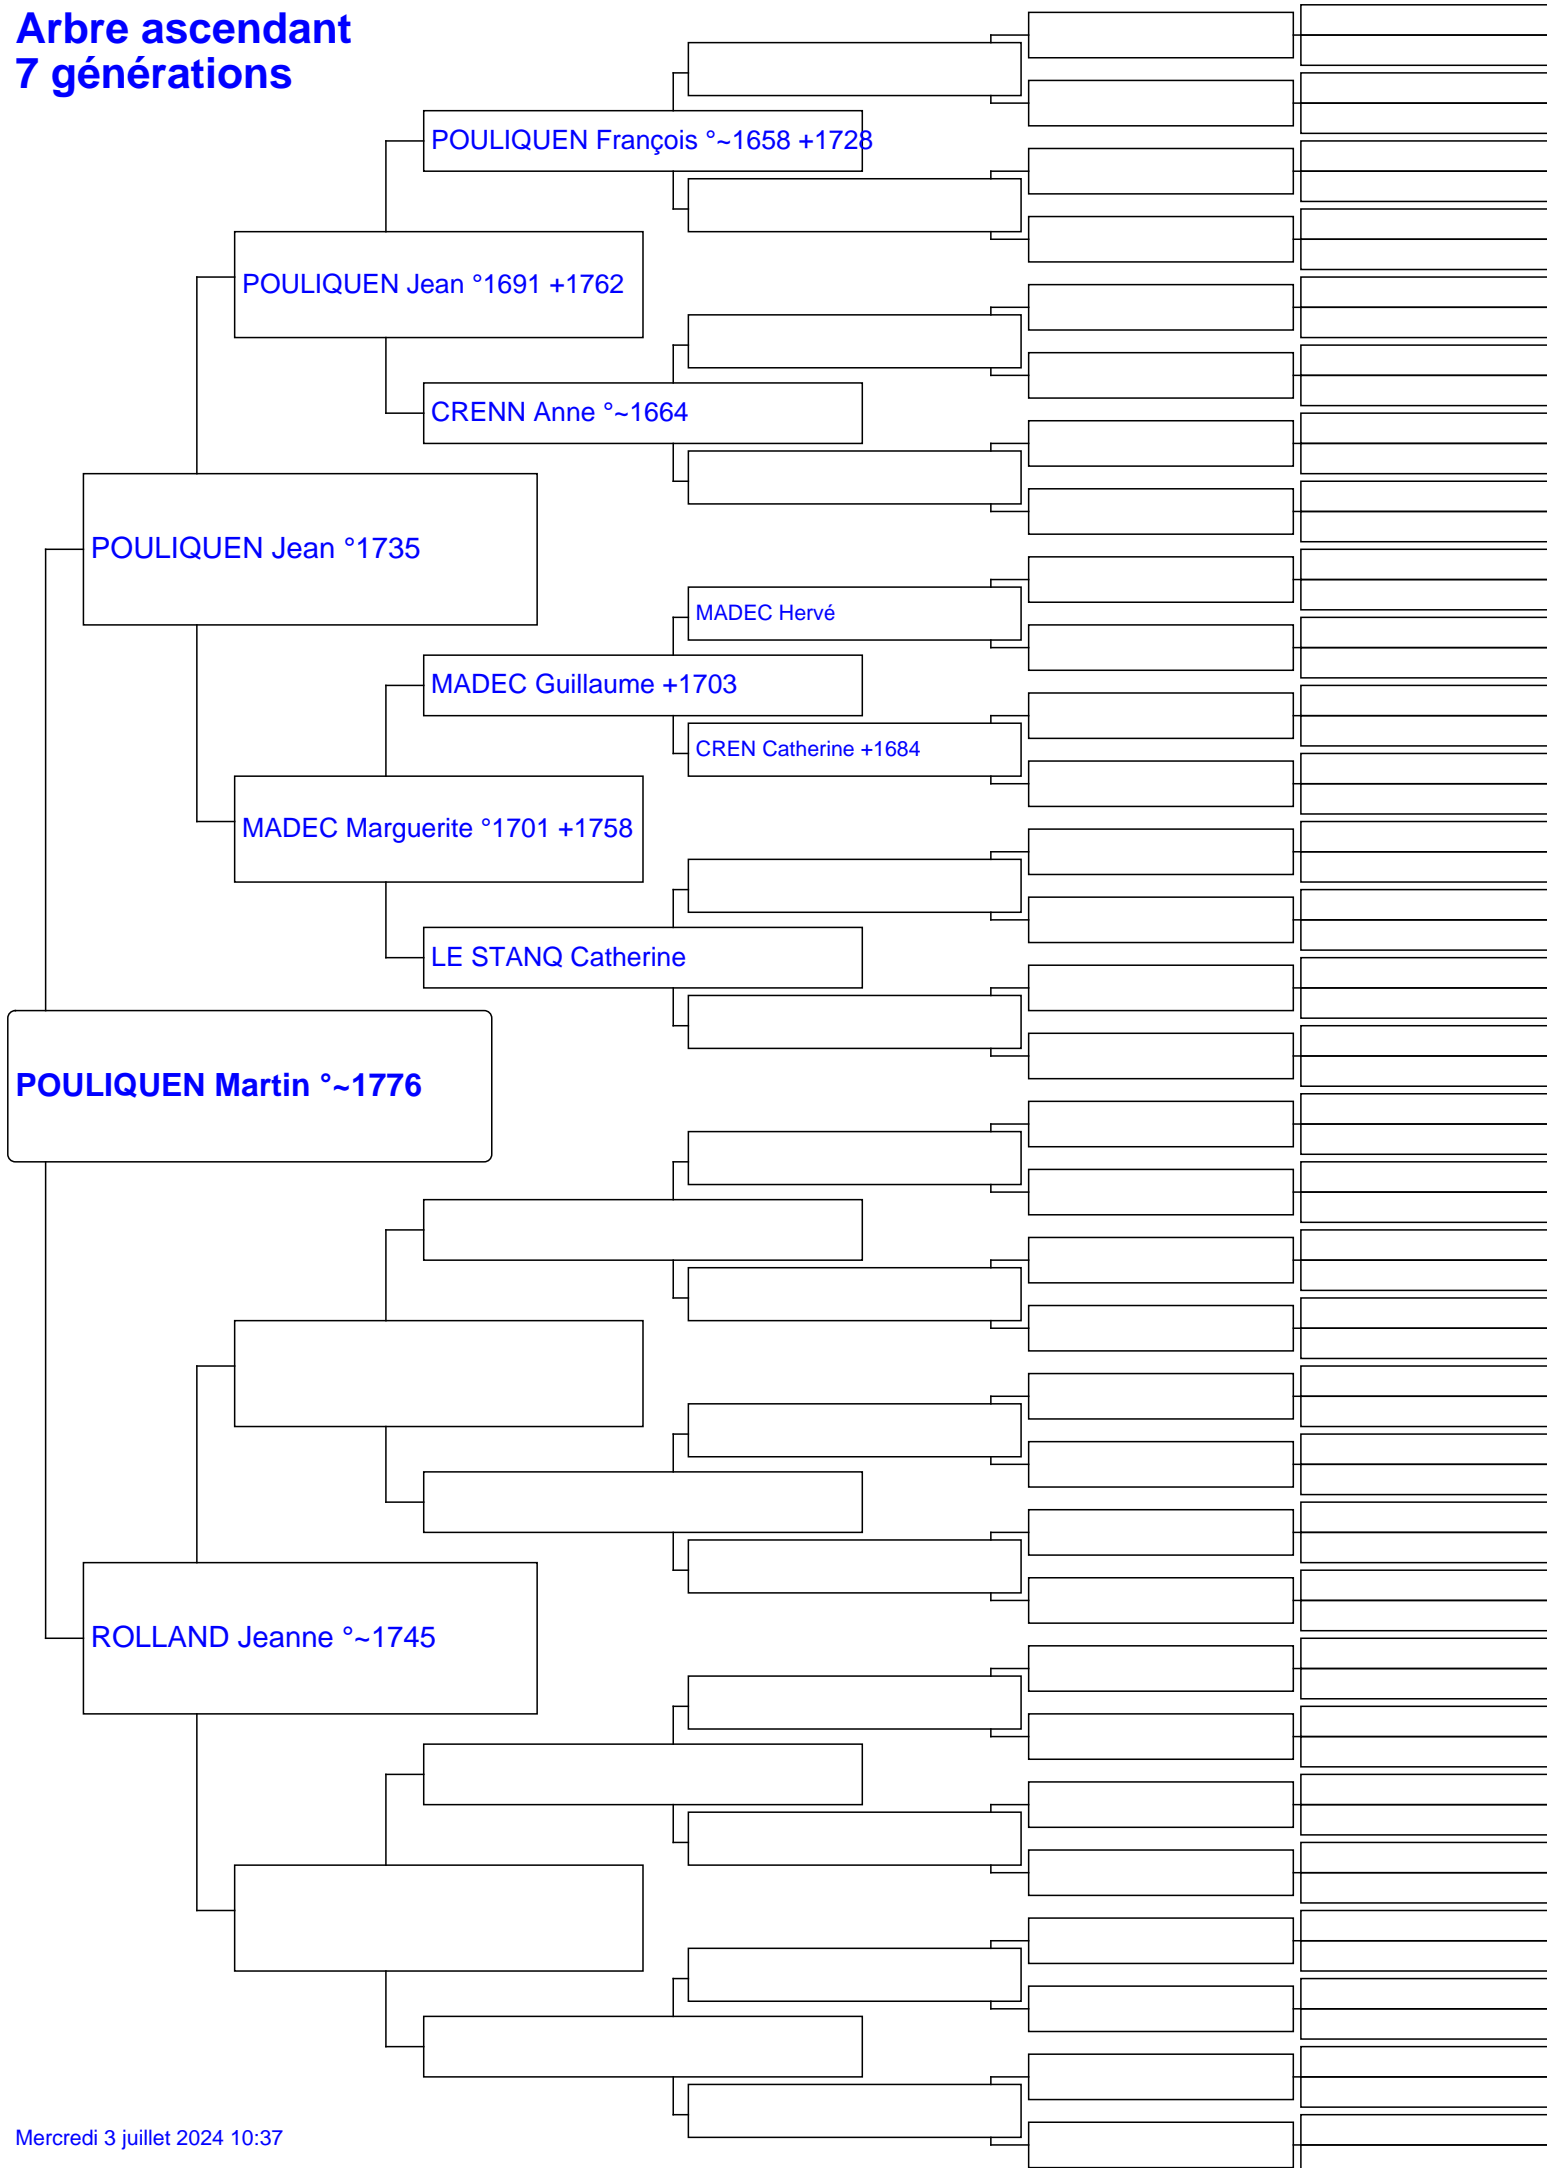 Arbre ascendant
7 générations
POULIQUEN François °~1658 +1728
POULIQUEN Jean °1691 +1762
CRENN Anne °~1664
POULIQUEN Jean °1735
MADEC Hervé
MADEC Guillaume +1703
CREN Catherine +1684
MADEC Marguerite °1701 +1758
LE STANQ Catherine
POULIQUEN Martin °~1776
ROLLAND Jeanne °~1745
Mercredi 3 juillet 2024 10:37